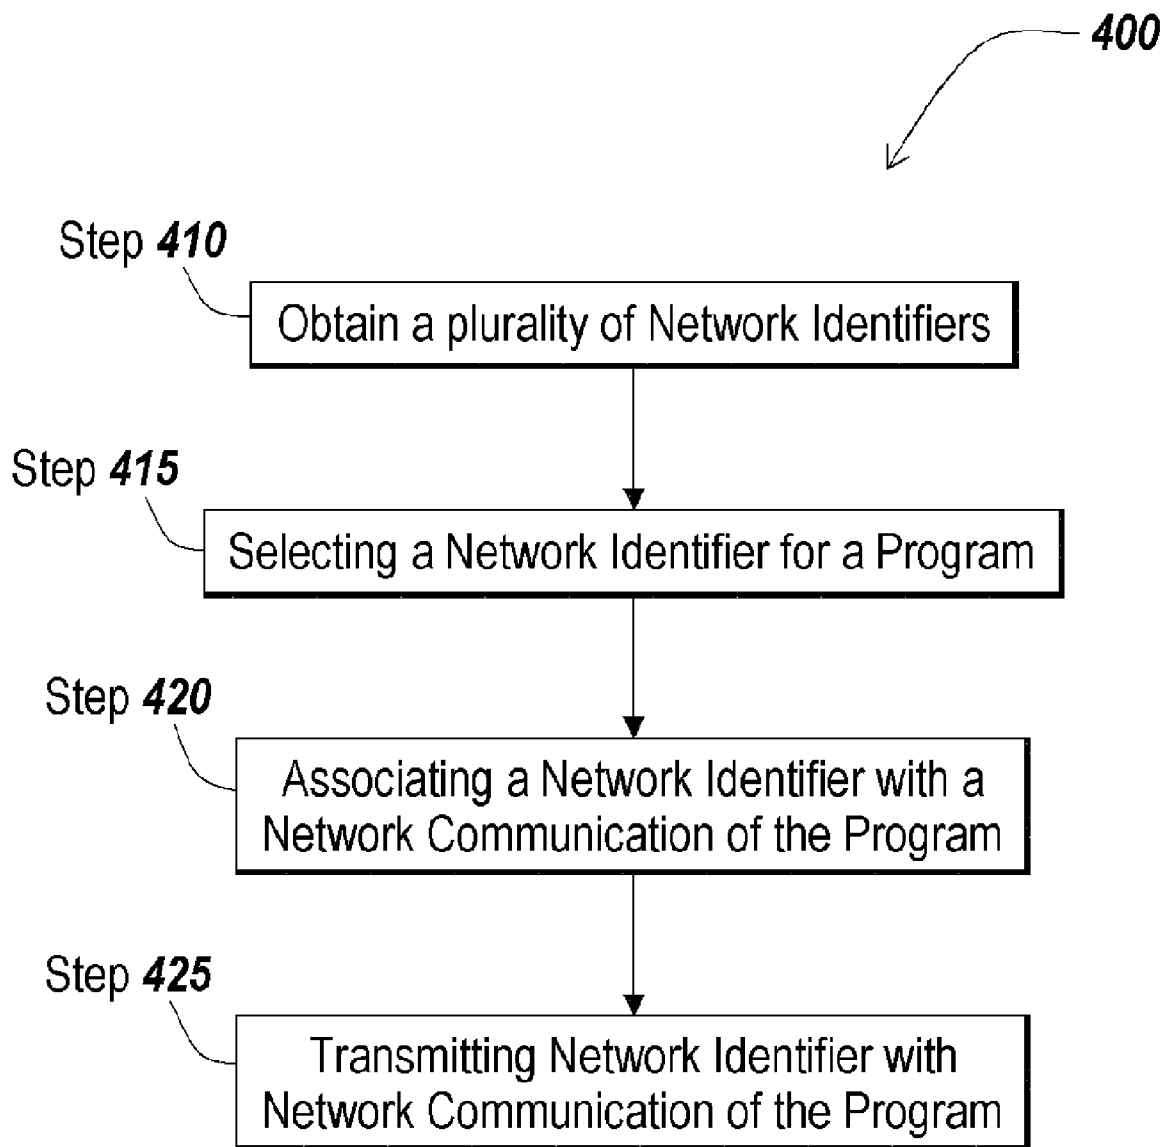 400
Step 410
Obtain a plurality of Network Identifiers
Step 415
Selecting a Network Identifier for a Program
Step 420
Associating a Network Identifier with a
Network Communication of the Program
Step 425
Transmitting Network Identifier with
Network Communication of the Program